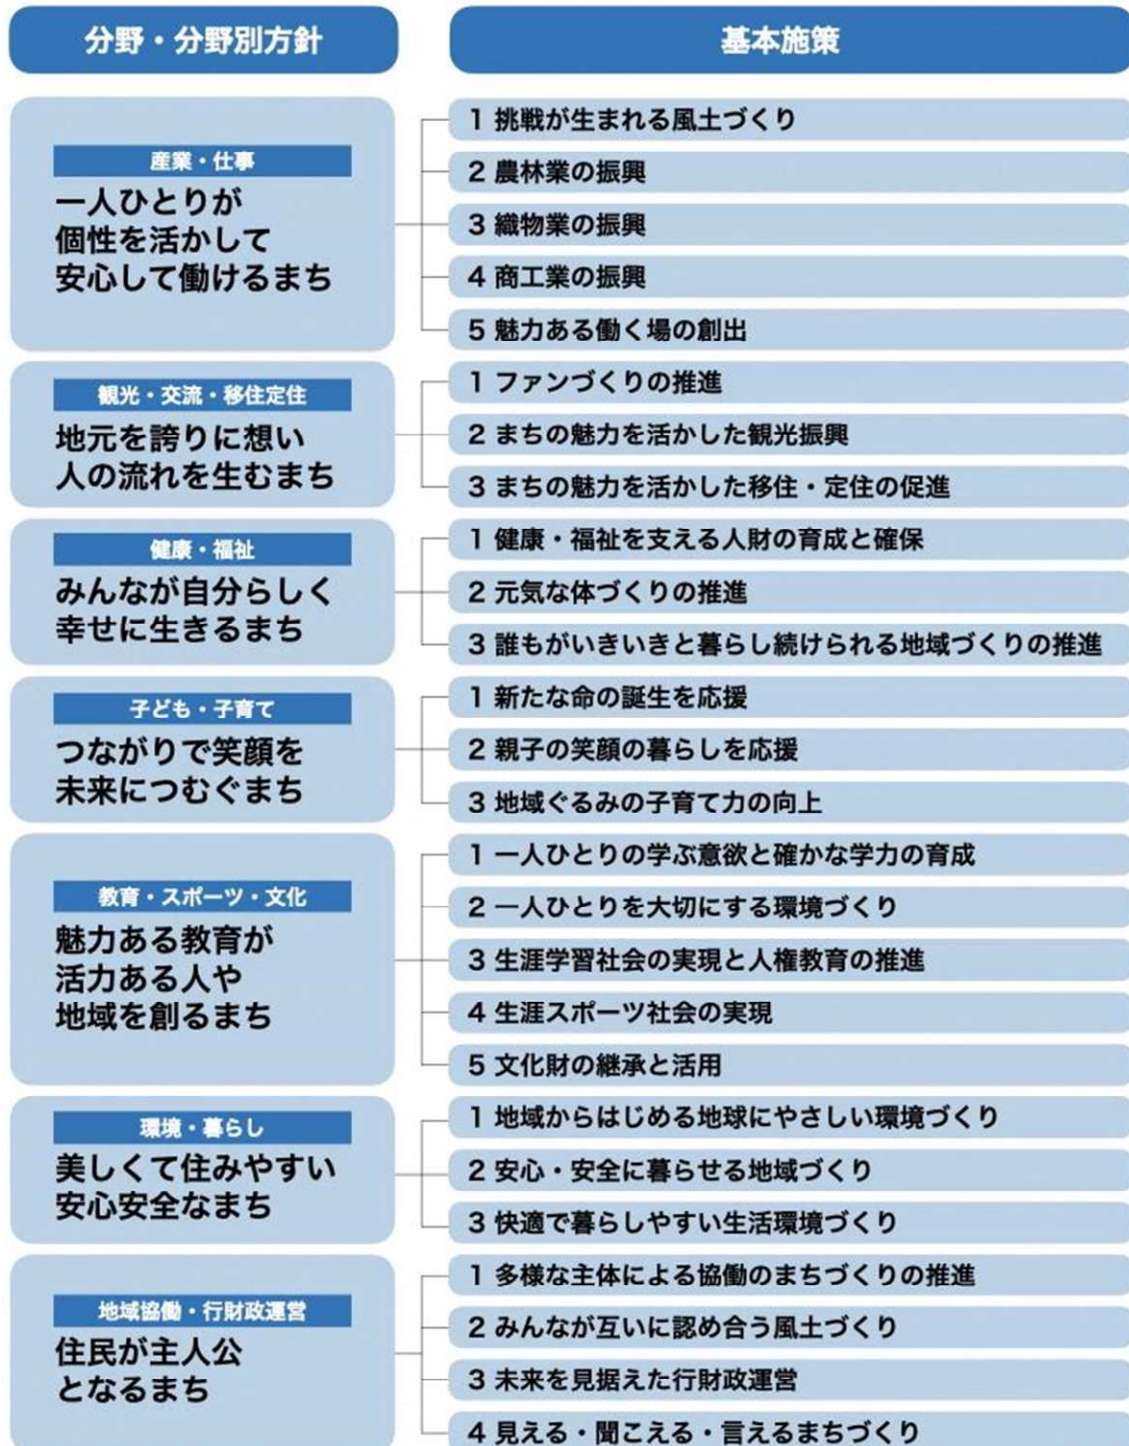 分野・分野別方針
基本施策
産業・仕事
一人ひとりが
個性を活かして
安心して働けるまち
1 挑戦が生まれる風土づくり
2 農林業の振興
3 織物業の振興
4 商工業の振興
5 魅力ある働く場の創出
観光・交流・移住定住
地元を誇りに想い
人の流れを生むまち
1 ファンづくりの推進
2 まちの魅力を活かした観光振興
3 まちの魅力を活かした移住・定住の促進
健康・福祉
みんなが自分らしく
幸せに生きるまち
1 健康・福祉を支える人財の育成と確保
2 元気な体づくりの推進
3 誰もがいきいきと暮らし続けられる地域づくりの推進
子ども・子育て
つながりで笑顔を
未来につむぐまち
1 新たな命の誕生を応援
2 親子の笑顔の暮らしを応援
3 地域ぐるみの子育て力の向上
教育・スポーツ・文化
魅力ある教育が
活力ある人や
地域を創るまち
1 一人ひとりの学ぶ意欲と確かな学力の育成
2 一人ひとりを大切にする環境づくり
3 生涯学習社会の実現と人権教育の推進
4 生涯スポーツ社会の実現
5 文化財の継承と活用
環境・暮らし
美しくて住みやすい
安心安全なまち
1 地域からはじめる地球にやさしい環境づくり
2 安心・安全に暮らせる地域づくり
3 快適で暮らしやすい生活環境づくり
地域協働・行財政運営
住民が主人公
となるまち
1 多様な主体による協働のまちづくりの推進
2 みんなが互いに認め合う風土づくり
3 未来を見据えた行財政運営
4 見える・聞こえる・言えるまちづくり